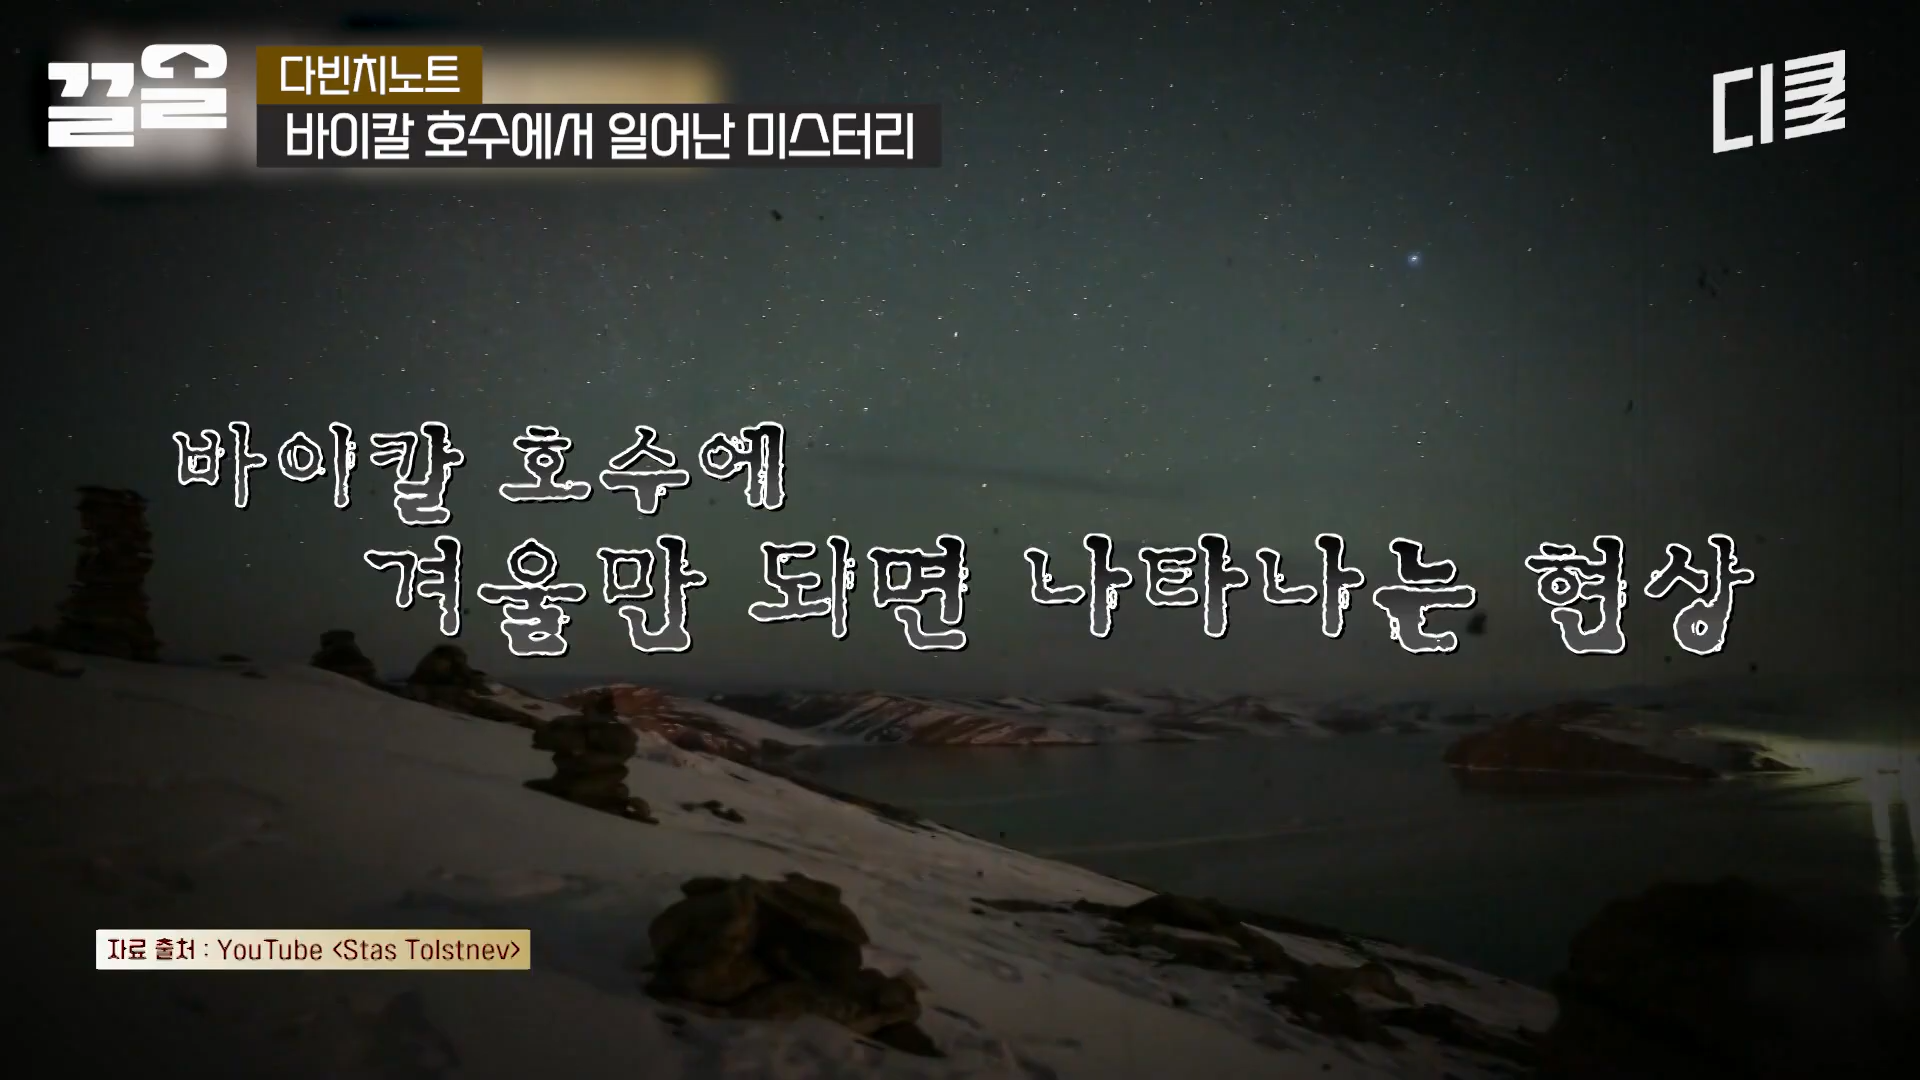 끌올
다빈치노트
바이칼 호수에서 일어난 미스터리
디클
바이칼 호수에
겨울만 되면 나타나는 현상
자료 출처 : YouTube <Stas Tolstnev>